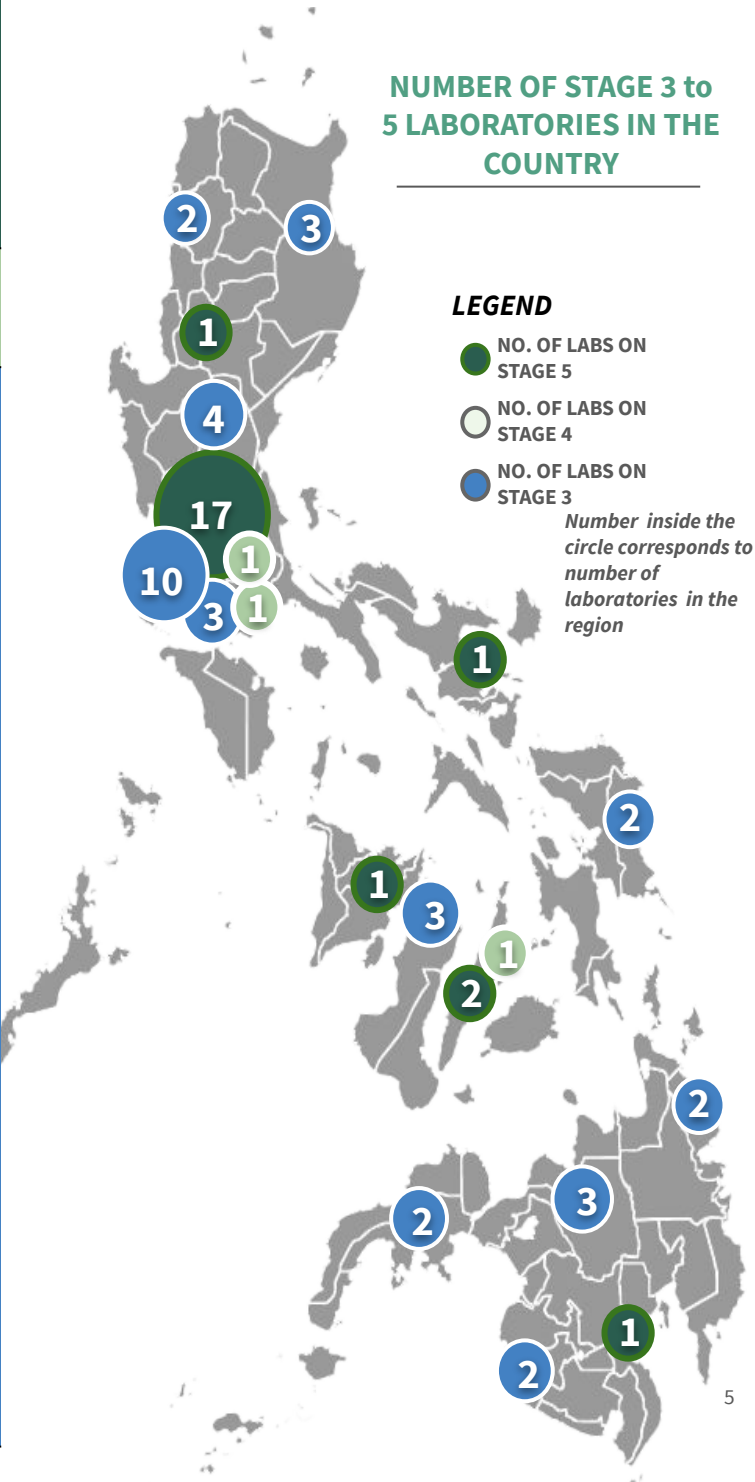 NUMBER OF STAGE 3 to
5 LABORATORIES IN THE
COUNTRY
2
3
LEGEND
1
NO. OF LABS ON
STAGE 5
4
NO. OF LABS ON
STAGE 4
NO. OF LABS ON
STAGE 3
17
Number inside the
circle corresponds to
number of
laboratories in the
region
1
10
3
1
1
2
1
3
1
2
2
3
2
1
2
5